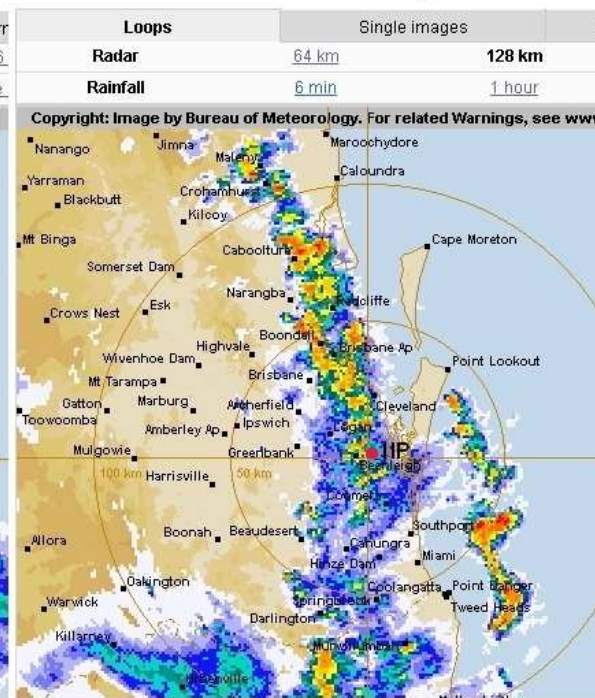 Loops Single images
Radar 64 km 128 km
Rainfall 6 min 1 hour
Copyright: Image by Bureau of Meteorology. For related Warnings, see www
Nanango
Jimna
Maleny
Maroochydore
Yarraman
Crohamhurst
Caloundra
Blackbutt
Kilcoy
Mt Binga
Caboolture
Cape Moreton
Somerset Dam
Narangba
Redcliffe
Crows Nest
Esk
Boondall
Highvale
Brisbane Ap
Wivenhoe Dam
Point Lookout
Mt Tarampa
Brisbane
Gatton
Marburg
Archerfield
Cleveland
Toowoomba
Amberley Ap
Ipswich
Logan
Mulgowie
Greenbank
IIP
Beenleigh
100 km
50 km
Harrisville
Coomera
Boonah
Beaudesert
Southport
Allora
Canungra
Miami
Hinze Dam
Oakington
Springbrook
Coolangatta
Point Danger
Warwick
Darlington
Tweed Heads
Killarney
Murwillumbah